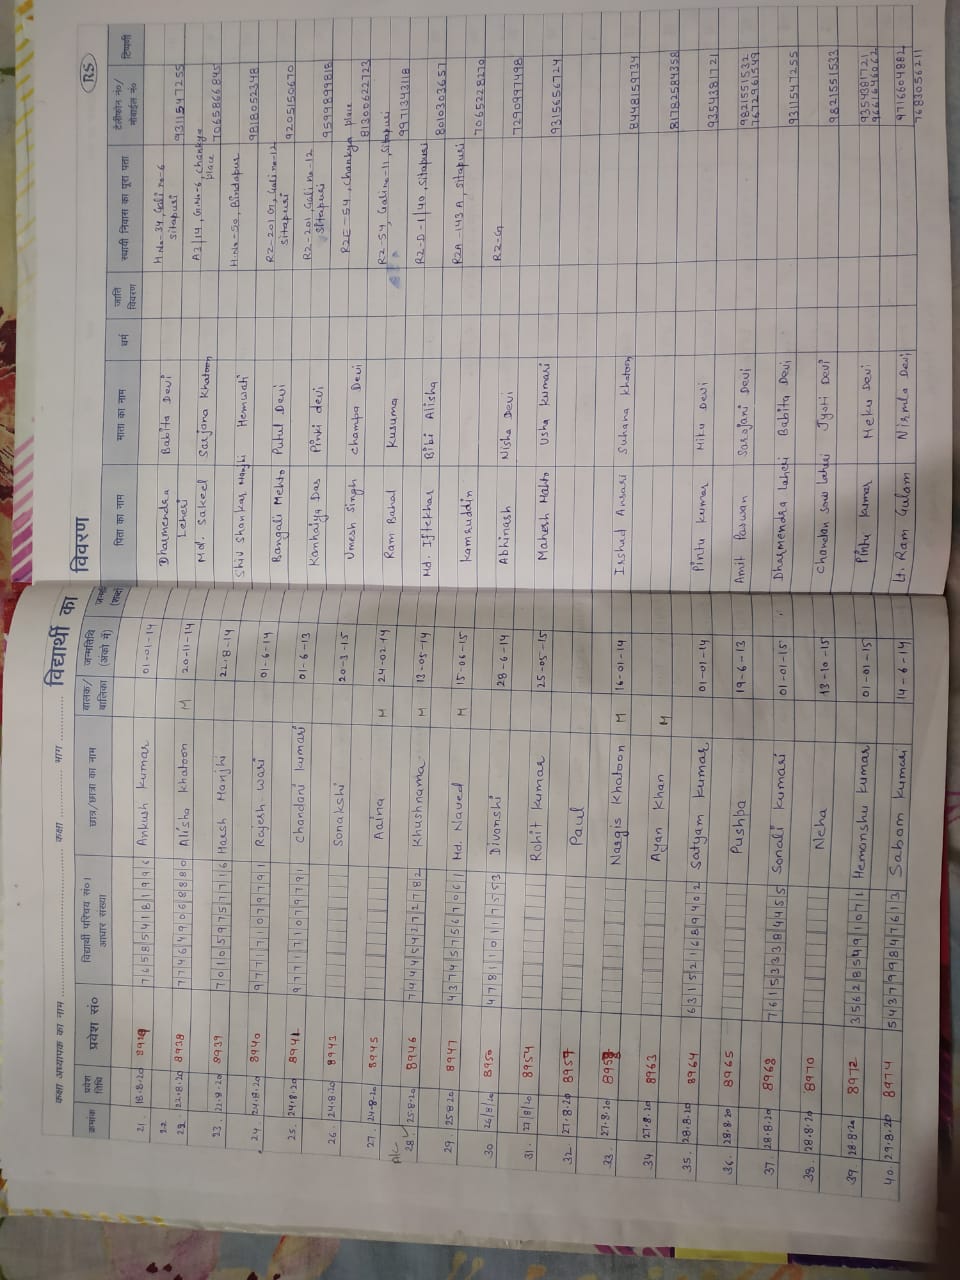 कक्षा अध्यापक का नाम ........ कक्षा ........ भाग ........ विद्यार्थी का विवरण RS
क्रमांक प्रवेश तिथि प्रवेश सं० विद्यार्थी परिचय सं०। आधार संख्या छात्र/छात्रा का नाम बालक/बालिका जन्मतिथि (अंको में) पिता का नाम माता का नाम धर्म जाति विवरण स्थायी निवास का पूरा पता टेलीफोन नं०/मोबाईल नं० टिप्पणी
21. 18.8.20 8929 765854181996 Ankush Kumar 01-01-14 Dharmendra Leheri Babita Devi H.No-34, Gali no-6 Sitapuri 9311547255
22 22.8.20 8938 774649068880 Alisha Khatoon M 20-11-14 Md. Sakeel Sarjana Khatoon A3/14, G.No-6, Chankya place 7065866845
23. 22.8.20 8939 701059757716 Harsh Manjhi 22-8-14 Shiv Shankar Manjhi Hemwati H.No-50, Bindapur 9818052348
24. 24.8.20 8940 977171079791 Rajesh wari 01-6-14 Bangali Mehto Putul Devi RZ-201 G, Gali no-12 Sitapuri 9205150670
25. 24.8.20 8941 977171079791 Chandani Kumari 01-6-13 Kanhaiya Das Pinki devi RZ-201, Gali no-12 Sitapuri 9599899818
26. 24.8.20 8943 Sonakshi 20-3-15 Umesh Singh Champa Devi RZE-54, Chankya place 81300622723
27. 24-8-20 8945 Aaina M 24-02-14 Ram Bahal Kusuma RZ-54, Gali no-11, Sitapuri 9971343118
28. 25.8.20 8946 744454272782 Khushnama M 13-05-14 Md. Iftekhar Bibi Alisha RZ-D-1/40, Sitapuri 8010303657
29. 25.8.20 8947 437457567061 Md. Naved M 15-06-15 Kamruddin RZA-143 A, Sitapuri 7065228270
30 26/8/20 8950 478110117553 Divanshi 28-6-14 Abhinash Nisha Devi RZ-G 7290997498
31. 27/8/20 8954 Rohit Kumar 25-05-15 Mahesh Mahto Usha Kumari 9315656724
32. 27.8.20 8957 Paul
33. 27.8.20 8958 Nargis Khatoon M 16-01-14 Irshad Ansari Suhana Khatoon 8448159734
34 27.8.20 8963 Ayan Khan M 81782584358
35. 28.8.20 8964 631521689402 Satyam Kumar 01-01-14 Pintu Kumar Miku Devi 9354381721
36. 28.8.20 8965 Pushpa 19-6-13 Amit Paswan Sarojani Devi 9821551532 7672961549
37. 28.8.20 8968 761533384455 Sonali Kumari 01-01-15 Dharmendra Laheri Babita Devi 9311547255
38. 28.8.20 8970 Neha 13-10-15 Chandan Laheri Jyoti Devi 9821551533
39. 28.8.20 8972 356285491071 Hemanshu Kumar 01-01-15 Pintu Kumar Meku Devi 9354381721 9661646062
40. 29.8.20 8974 543799847613 Sabam Kumari 14-6-14 Lt. Ram Gulam Nirmla Devi 9716604882 7683056211